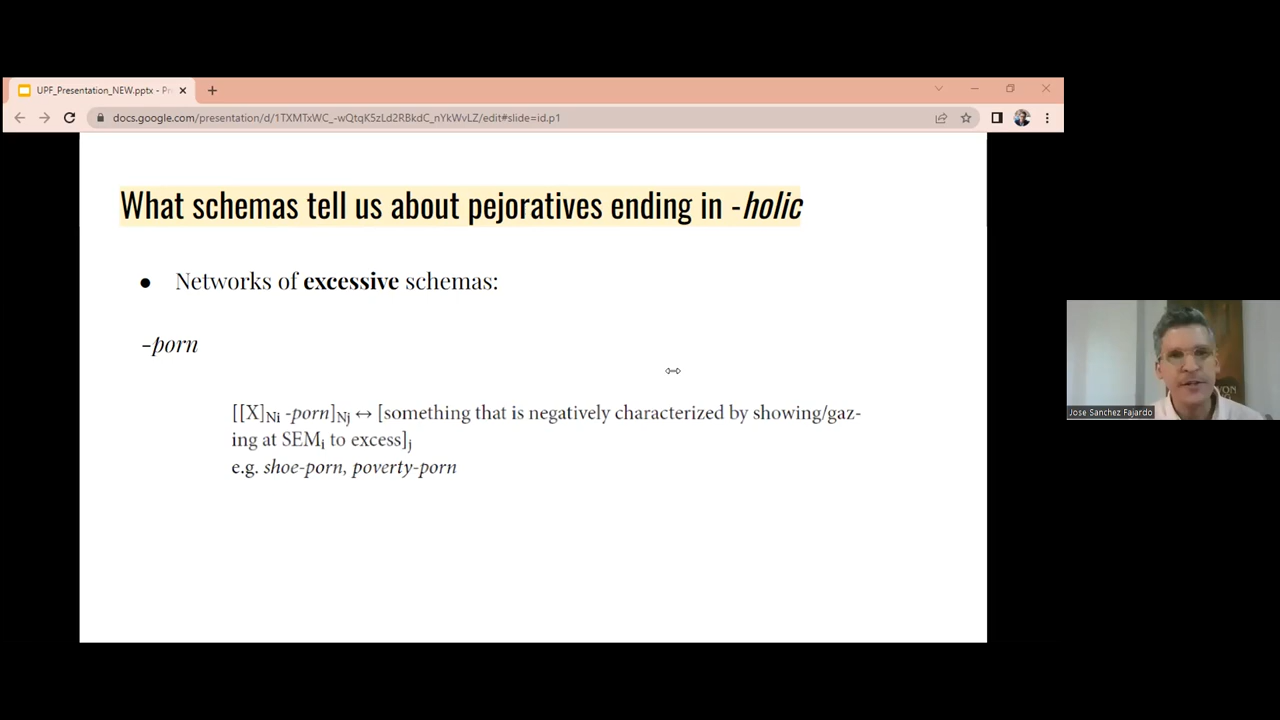 UPF_Presentation_NEW.pptx - Pr
docs.google.com/presentation/d/1TXMTxWC_-wQtqK5zLd2RBkdC_nYkWvLZ/edit#slide=id.p1
What schemas tell us about pejoratives ending in -holic
● Networks of excessive schemas:
-porn
[[X]Ni -porn]Nj ↔ [something that is negatively characterized by showing/gaz-
ing at SEMi to excess]j
e.g. shoe-porn, poverty-porn
VON
Jose Sanchez Fajardo